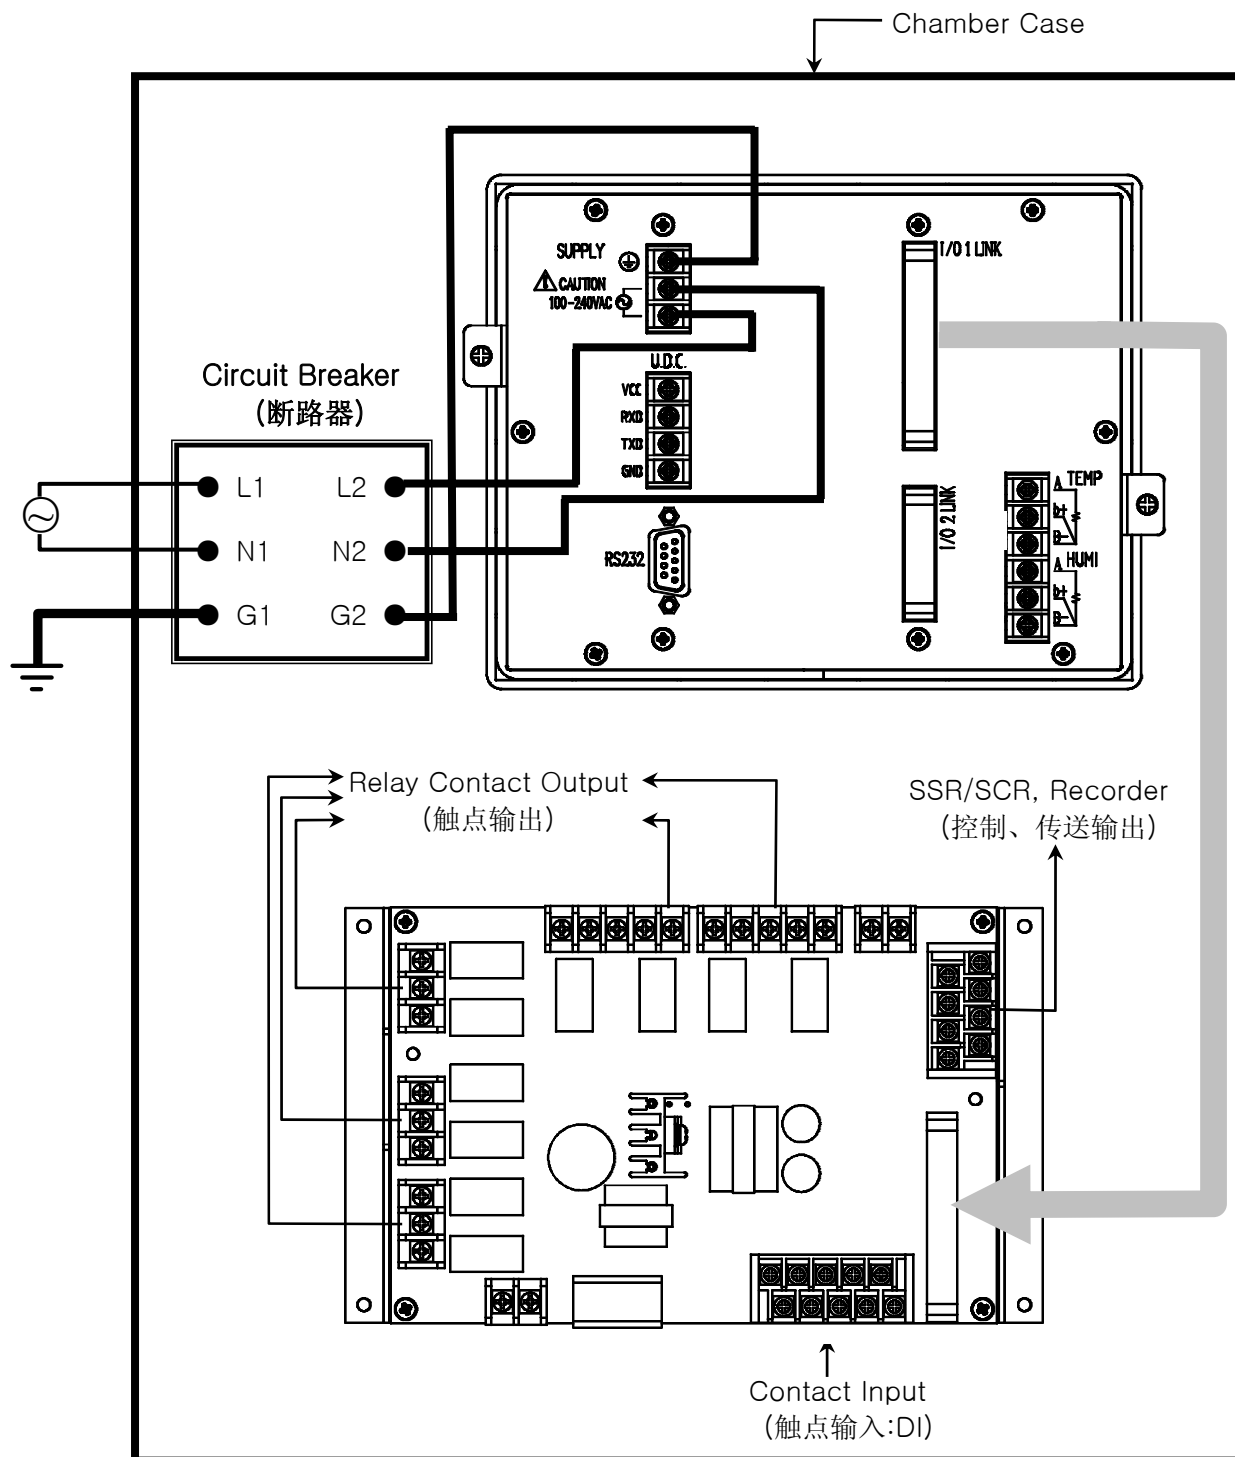 Chamber Case
SUPPLY
CAUTION
100-240VAC
I/O 1 LINK
U.D.C.
VCC
RXD
TXD
GND
RS232
I/O 2 LINK
A TEMP
b
B
A HUMI
b
B
Circuit Breaker
(断路器)
L1 L2
N1 N2
G1 G2
Relay Contact Output
(触点输出)
SSR/SCR, Recorder
(控制、传送输出)
Contact Input
(触点输入:DI)